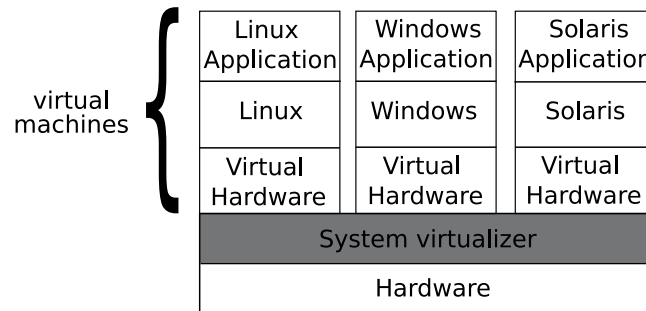 virtual
machines
Linux
Application
Windows
Application
Solaris
Application
Linux
Windows
Solaris
Virtual
Hardware
Virtual
Hardware
Virtual
Hardware
System virtualizer
Hardware